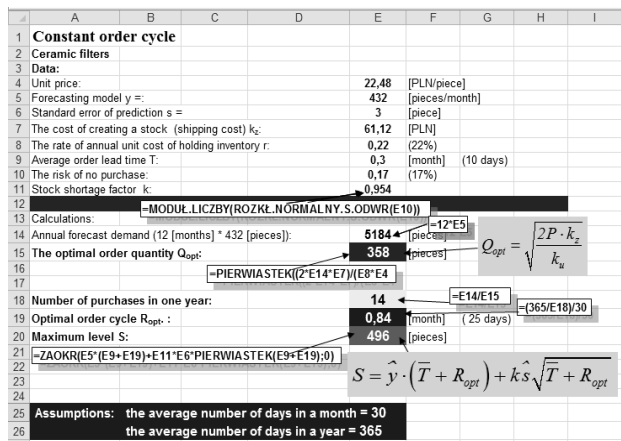 A B C D E F G H I
1 Constant order cycle
2 Ceramic filters
3 Data:
4 Unit price: 22,48 [PLN/piece]
5 Forecasting model y =: 432 [pieces/month]
6 Standard error of prediction s = 3 [piece]
7 The cost of creating a stock (shipping cost) kz: 61,12 [PLN]
8 The rate of annual unit cost of holding inventory r: 0,22 (22%)
9 Average order lead time T: 0,3 [month] (10 days)
10 The risk of no purchase: 0,17 (17%)
11 Stock shortage factor k: 0,954
12 =MODUŁ.LICZBY(ROZKŁ.NORMALNY.S.ODWR(E10))
13 Calculations: =12*E5
14 Annual forecast demand (12 [months] * 432 [pieces]): 5184 [pieces]
15 The optimal order quantity Qopt: 358 [pieces]
Qopt = √(2P · kz / ku)
16 =PIERWIASTEK((2*E14*E7)/(E8*E4
17
18 Number of purchases in one year: 14 =E14/E15
19 Optimal order cycle Ropt. : 0,84 [month] ( 25 days) =(365/E18)/30
20 Maximum level S: 496 [pieces]
21 =ZAOKR(E5*(E9+E19)+E11*E6*PIERWIASTEK(E9+E19);0)
22
S = ŷ · (T̅ + Ropt) + kŝ√(T̅ + Ropt)
23
24
25 Assumptions: the average number of days in a month = 30
26 the average number of days in a year = 365